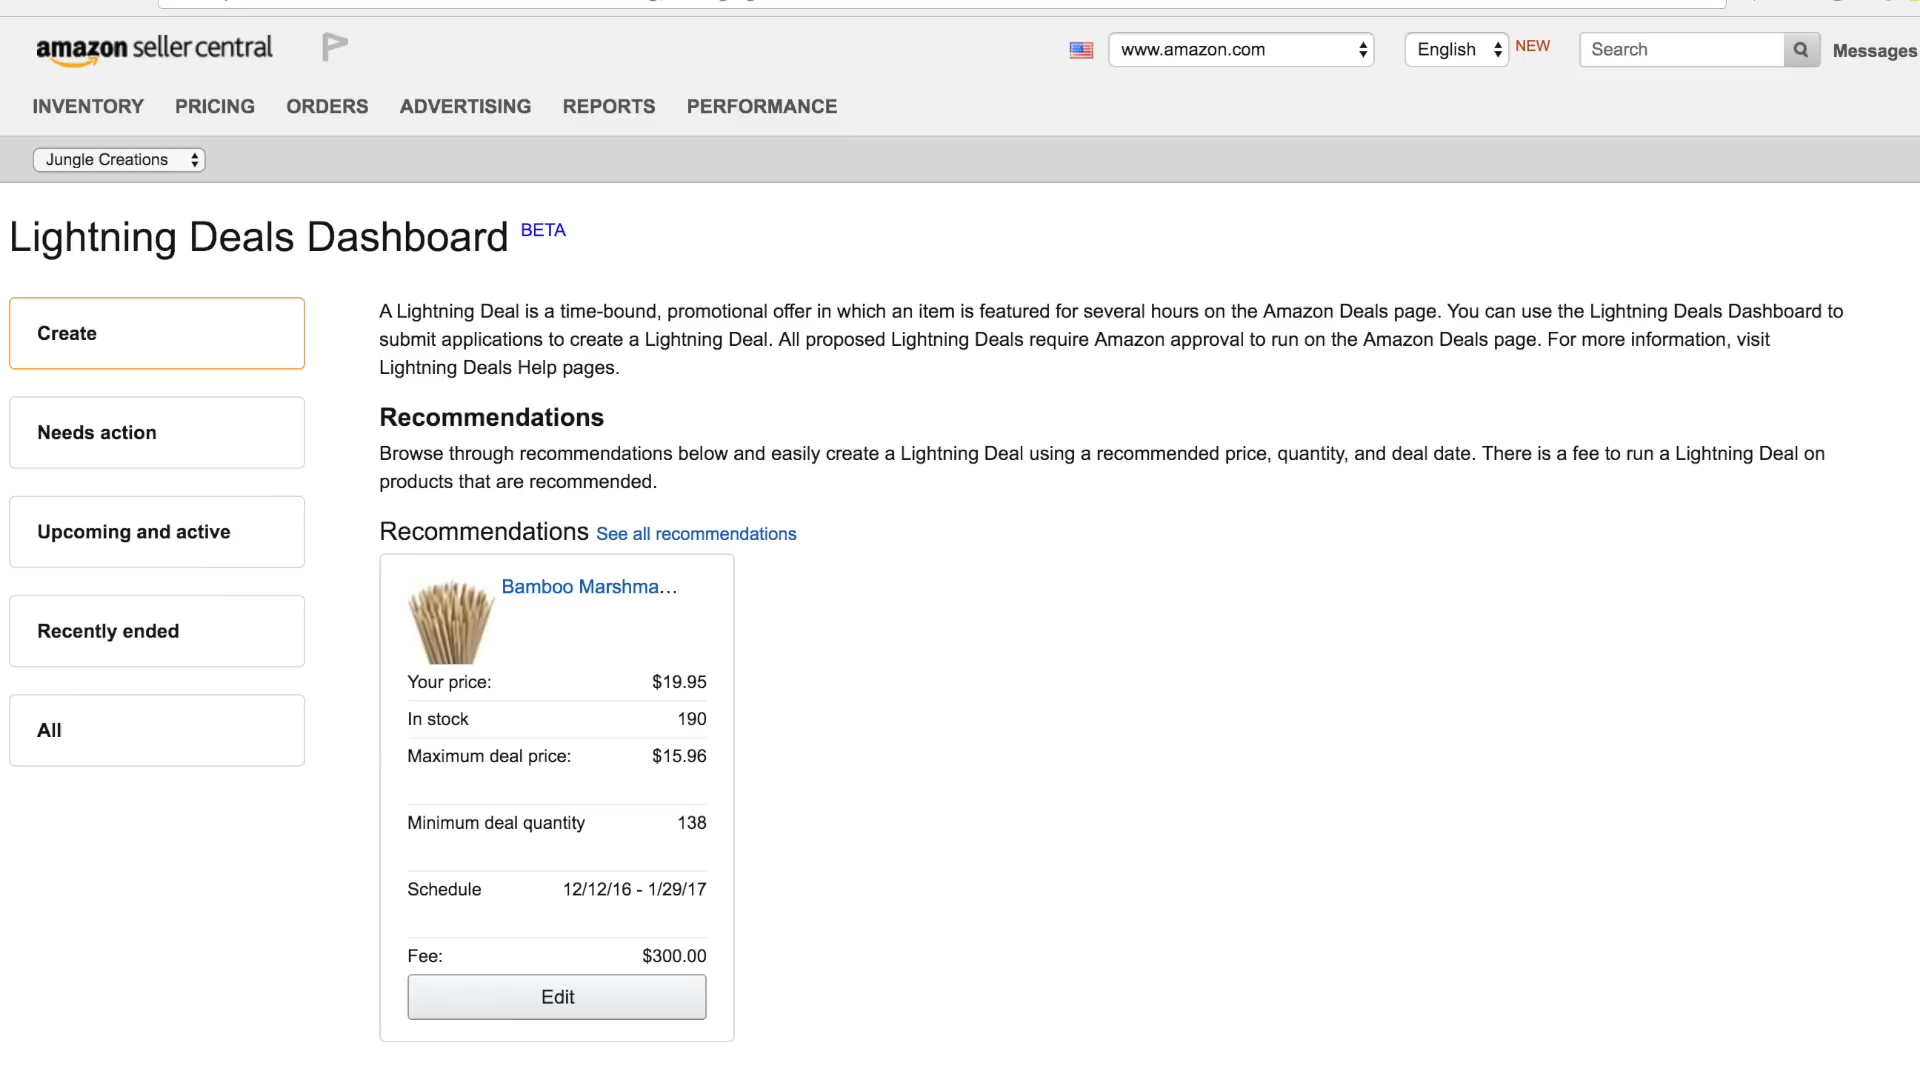 amazon seller central
www.amazon.com
English
NEW
Search
Messages
INVENTORY PRICING ORDERS ADVERTISING REPORTS PERFORMANCE
Jungle Creations
Lightning Deals Dashboard BETA
Create
Needs action
Upcoming and active
Recently ended
All
A Lightning Deal is a time-bound, promotional offer in which an item is featured for several hours on the Amazon Deals page. You can use the Lightning Deals Dashboard to
submit applications to create a Lightning Deal. All proposed Lightning Deals require Amazon approval to run on the Amazon Deals page. For more information, visit
Lightning Deals Help pages.
Recommendations
Browse through recommendations below and easily create a Lightning Deal using a recommended price, quantity, and deal date. There is a fee to run a Lightning Deal on
products that are recommended.
Recommendations See all recommendations
Bamboo Marshma…
Your price: $19.95
In stock 190
Maximum deal price: $15.96
Minimum deal quantity 138
Schedule 12/12/16 - 1/29/17
Fee: $300.00
Edit